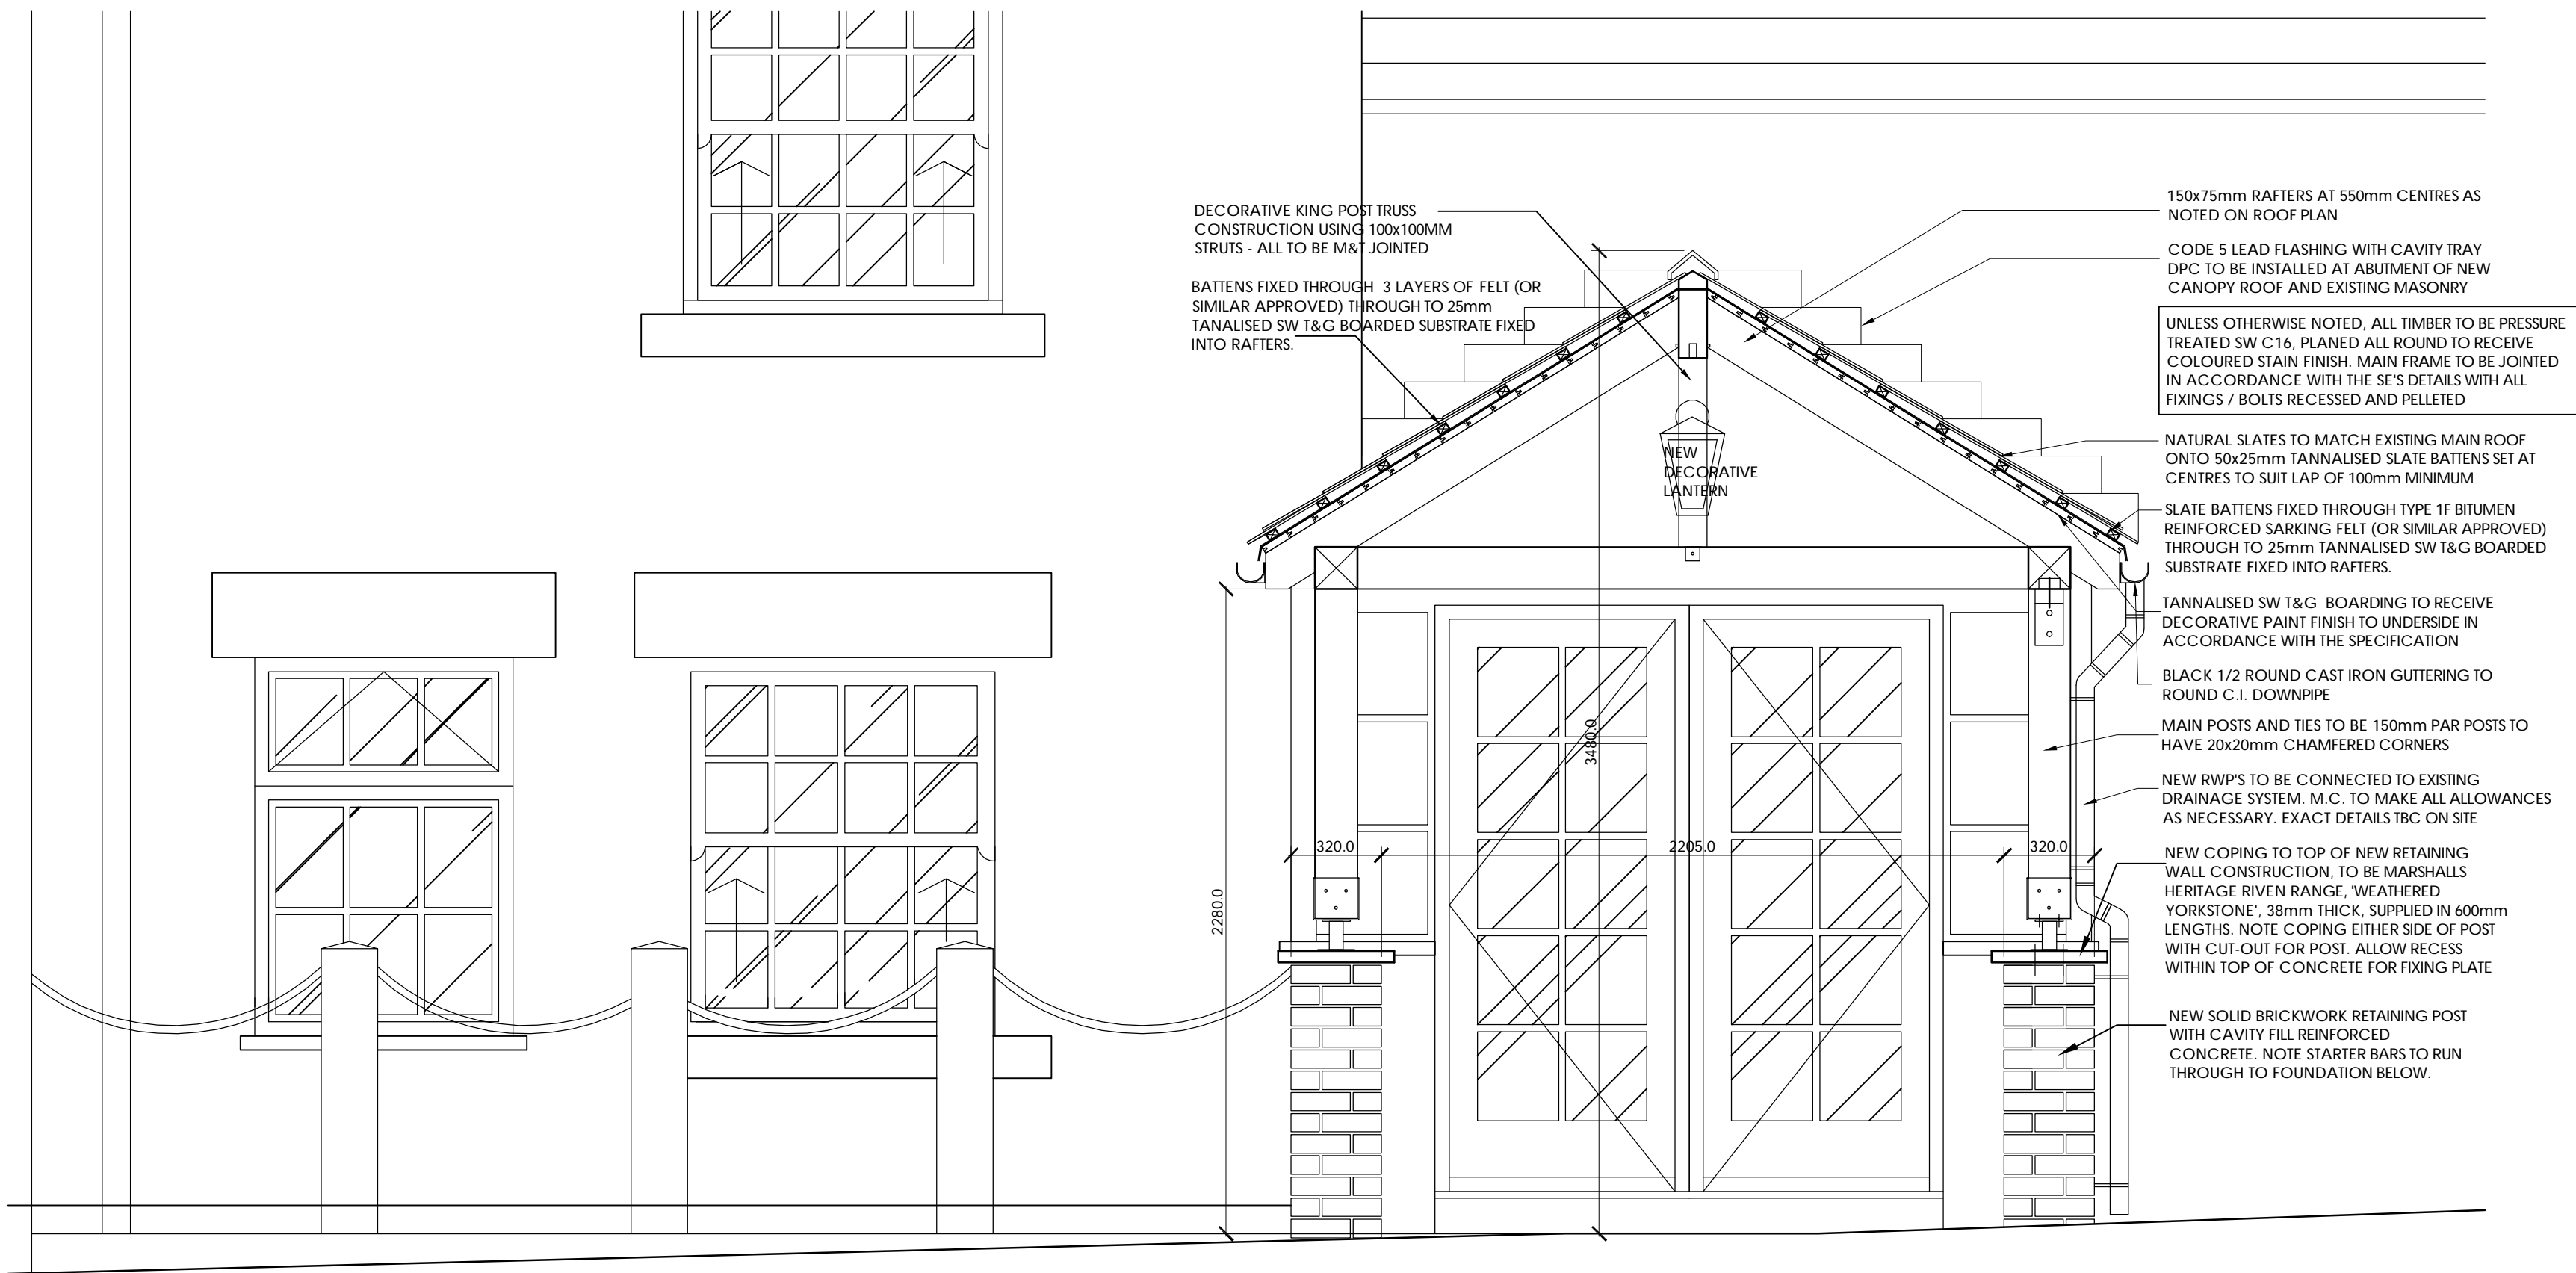 DECORATIVE KING POST TRUSS
CONSTRUCTION USING 100x100MM
STRUTS - ALL TO BE M&T JOINTED
BATTENS FIXED THROUGH 3 LAYERS OF FELT (OR
SIMILAR APPROVED) THROUGH TO 25mm
TANALISED SW T&G BOARDED SUBSTRATE FIXED
INTO RAFTERS.
NEW
DECORATIVE
LANTERN
3480.0
320.0
2205.0
320.0
2280.0
150x75mm RAFTERS AT 550mm CENTRES AS
NOTED ON ROOF PLAN
CODE 5 LEAD FLASHING WITH CAVITY TRAY
DPC TO BE INSTALLED AT ABUTMENT OF NEW
CANOPY ROOF AND EXISTING MASONRY
UNLESS OTHERWISE NOTED, ALL TIMBER TO BE PRESSURE
TREATED SW C16, PLANED ALL ROUND TO RECEIVE
COLOURED STAIN FINISH. MAIN FRAME TO BE JOINTED
IN ACCORDANCE WITH THE SE'S DETAILS WITH ALL
FIXINGS / BOLTS RECESSED AND PELLETED
NATURAL SLATES TO MATCH EXISTING MAIN ROOF
ONTO 50x25mm TANNALISED SLATE BATTENS SET AT
CENTRES TO SUIT LAP OF 100mm MINIMUM
SLATE BATTENS FIXED THROUGH TYPE 1F BITUMEN
REINFORCED SARKING FELT (OR SIMILAR APPROVED)
THROUGH TO 25mm TANNALISED SW T&G BOARDED
SUBSTRATE FIXED INTO RAFTERS.
TANNALISED SW T&G BOARDING TO RECEIVE
DECORATIVE PAINT FINISH TO UNDERSIDE IN
ACCORDANCE WITH THE SPECIFICATION
BLACK 1/2 ROUND CAST IRON GUTTERING TO
ROUND C.I. DOWNPIPE
MAIN POSTS AND TIES TO BE 150mm PAR POSTS TO
HAVE 20x20mm CHAMFERED CORNERS
NEW RWP'S TO BE CONNECTED TO EXISTING
DRAINAGE SYSTEM. M.C. TO MAKE ALL ALLOWANCES
AS NECESSARY. EXACT DETAILS TBC ON SITE
NEW COPING TO TOP OF NEW RETAINING
WALL CONSTRUCTION, TO BE MARSHALLS
HERITAGE RIVEN RANGE, 'WEATHERED
YORKSTONE', 38mm THICK, SUPPLIED IN 600mm
LENGTHS. NOTE COPING EITHER SIDE OF POST
WITH CUT-OUT FOR POST. ALLOW RECESS
WITHIN TOP OF CONCRETE FOR FIXING PLATE
NEW SOLID BRICKWORK RETAINING POST
WITH CAVITY FILL REINFORCED
CONCRETE. NOTE STARTER BARS TO RUN
THROUGH TO FOUNDATION BELOW.